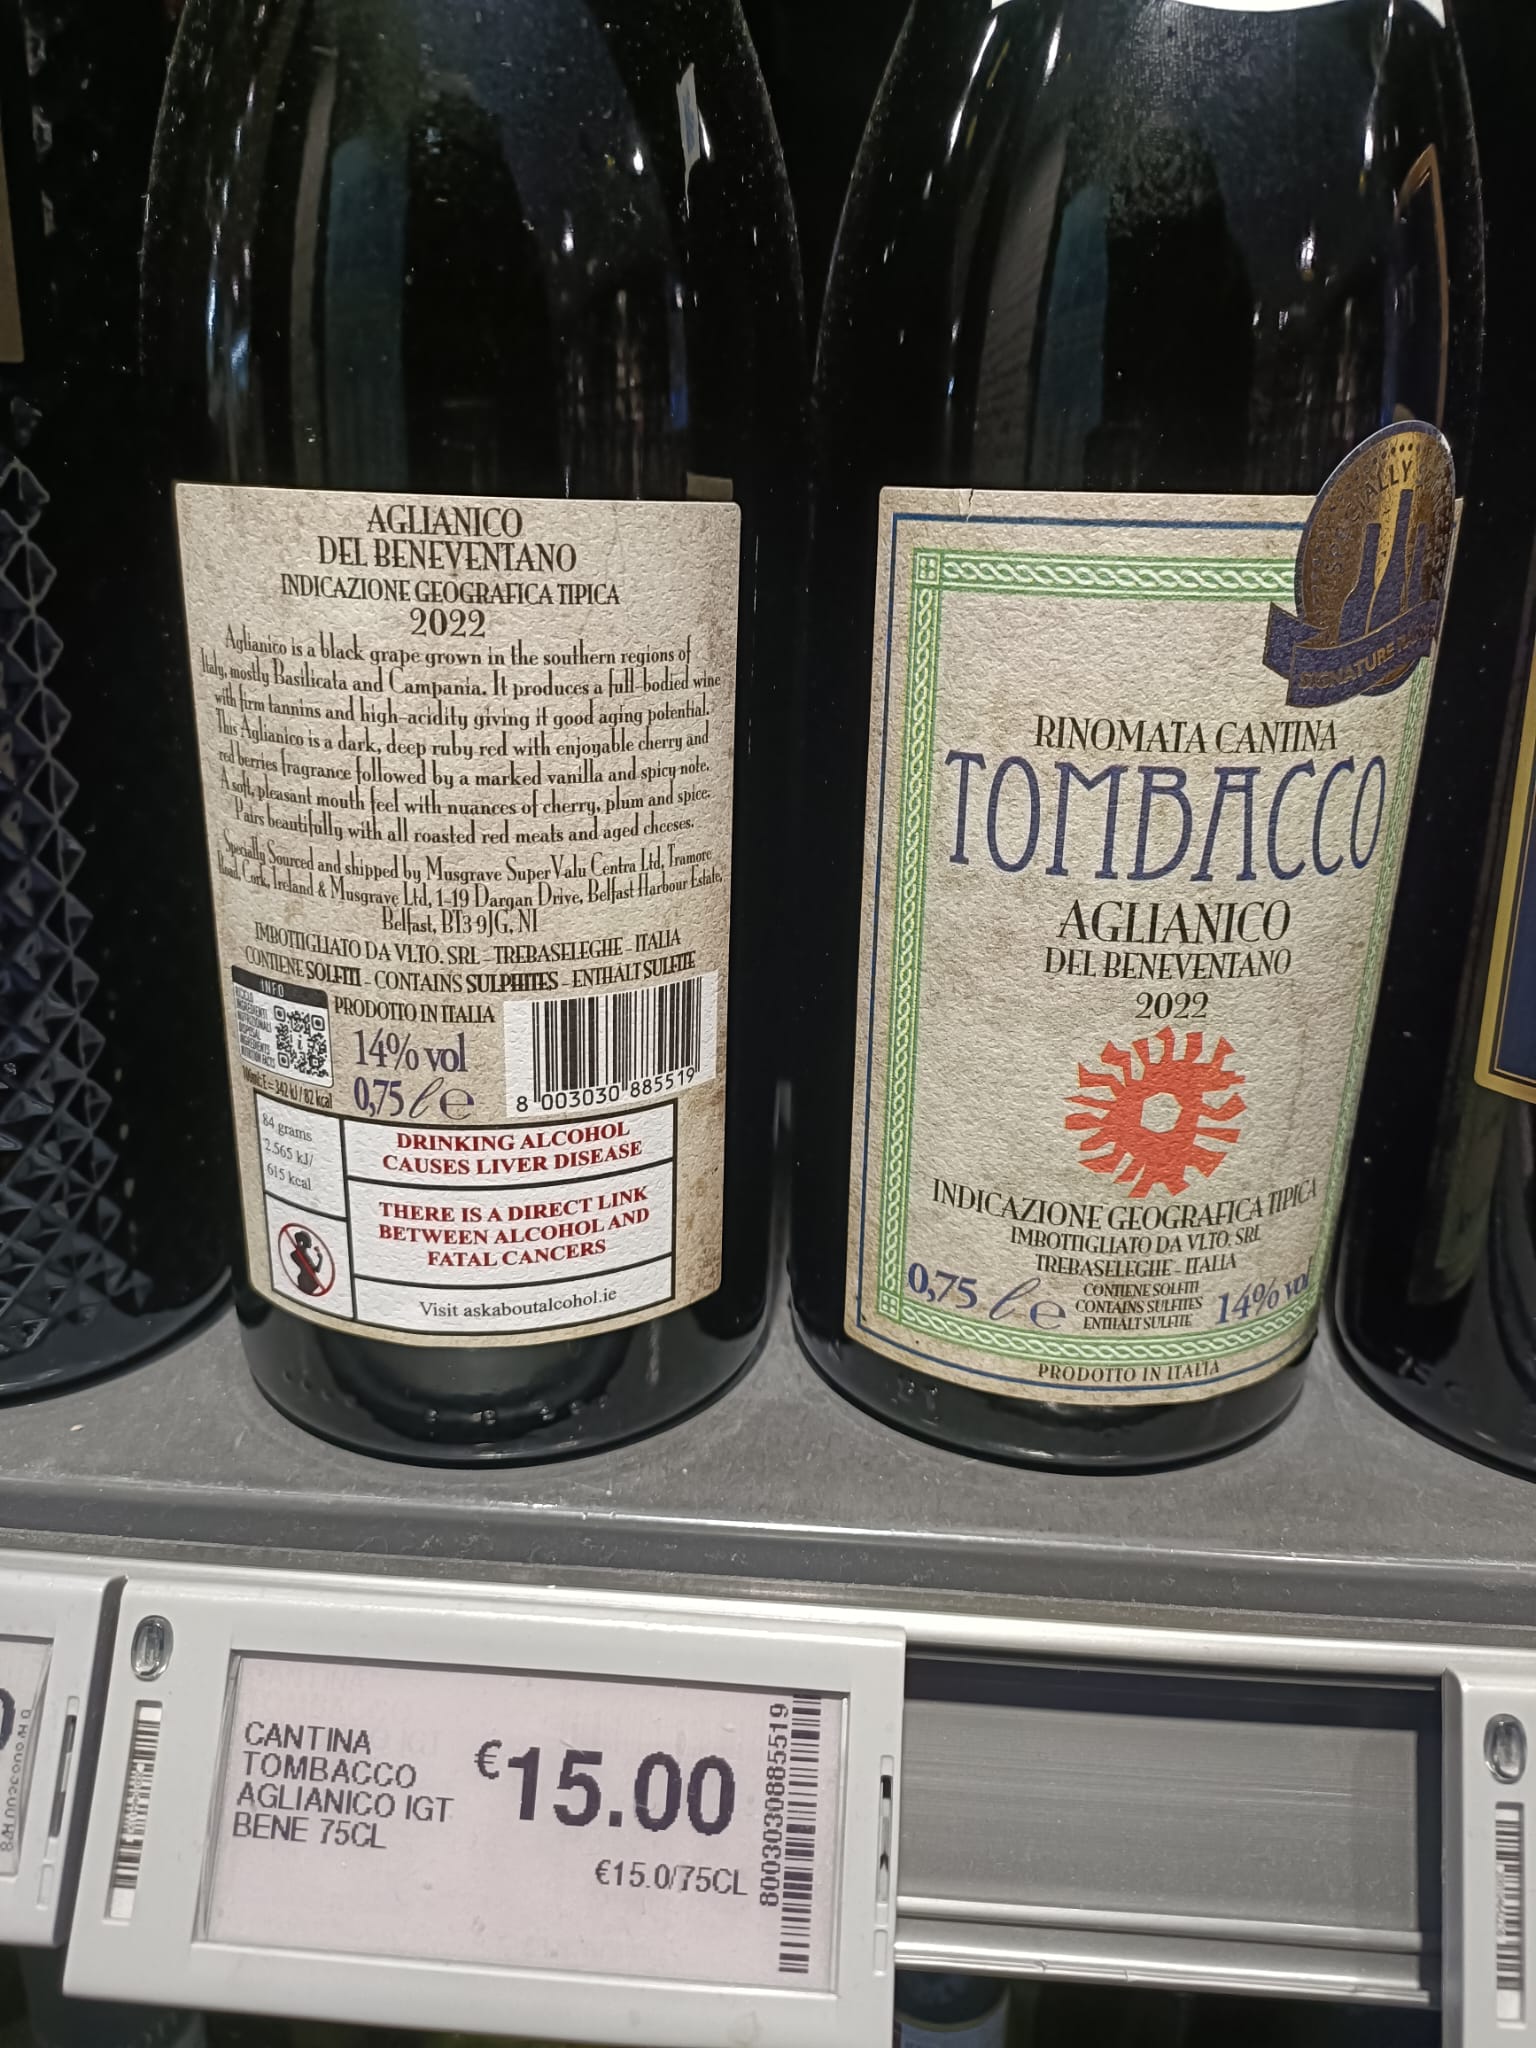 AGLIANICO
DEL BENEVENTANO
INDICAZIONE GEOGRAFICA TIPICA
2022
Aglianico is a black grape grown in the southern regions of
Italy, mostly Basilicata and Campania. It produces a full-bodied wine
with firm tannins and high-acidity giving it good aging potential.
This Aglianico is a dark, deep ruby red with enjoyable cherry and
red berries fragrance followed by a marked vanilla and spicy note.
A soft, pleasant mouth feel with nuances of cherry, plum and spice.
Pairs beautifully with all roasted red meats and aged cheeses.
Specially Sourced and shipped by Musgrave SuperValu Centra Ltd, Tramore
Road, Cork, Ireland & Musgrave Ltd, 1-19 Dargan Drive, Belfast Harbour Estate,
Belfast, BT3 9JG, NI
IMBOTTIGLIATO DA VI.TO. SRL - TREBASELEGHE - ITALIA
CONTIENE SOLFITI - CONTAINS SULPHITES - ENTHÄLT SULFITE
INFO
PRODOTTO IN ITALIA
14% vol
0,75 l e
100ml: E = 342 kJ / 82 kcal
8 003030 885519
84 grams
2.565 kJ/
615 kcal
DRINKING ALCOHOL
CAUSES LIVER DISEASE
THERE IS A DIRECT LINK
BETWEEN ALCOHOL AND
FATAL CANCERS
Visit askaboutalcohol.ie
SPECIALLY
SIGNATURE
RINOMATA CANTINA
TOMBACCO
AGLIANICO
DEL BENEVENTANO
2022
INDICAZIONE GEOGRAFICA TIPICA
IMBOTTIGLIATO DA VI.TO. SRL
TREBASELEGHE - ITALIA
0,75 l e
CONTIENE SOLFITI
CONTAINS SULFITES
ENTHÄLT SULFITE
14% vol
PRODOTTO IN ITALIA
CANTINA
TOMBACCO
AGLIANICO IGT
BENE 75CL
€15.00
€15.0/75CL
8003030885519